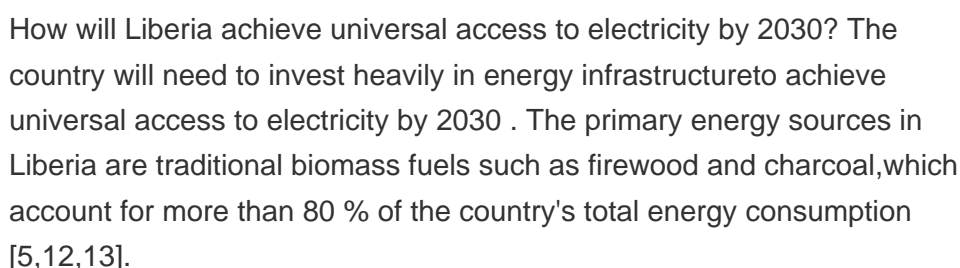 How will Liberia achieve universal access to electricity by 2030? The
country will need to invest heavily in energy infrastructureto achieve
universal access to electricity by 2030 . The primary energy sources in
Liberia are traditional biomass fuels such as firewood and charcoal,which
account for more than 80 % of the country's total energy consumption
[5,12,13].